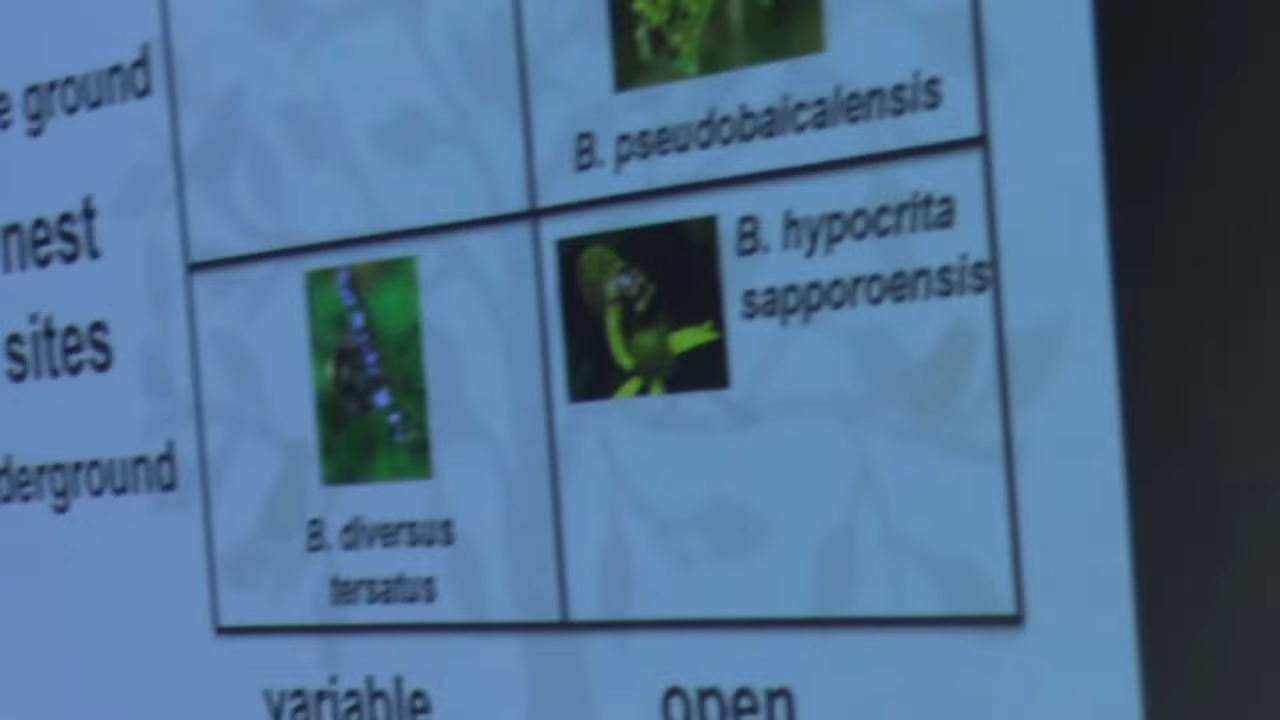 e ground
B. pseudobaicalensis
nest
sites
B. hypocrita
sapporoensis
derground
B. diversus
tersatus
variable
open